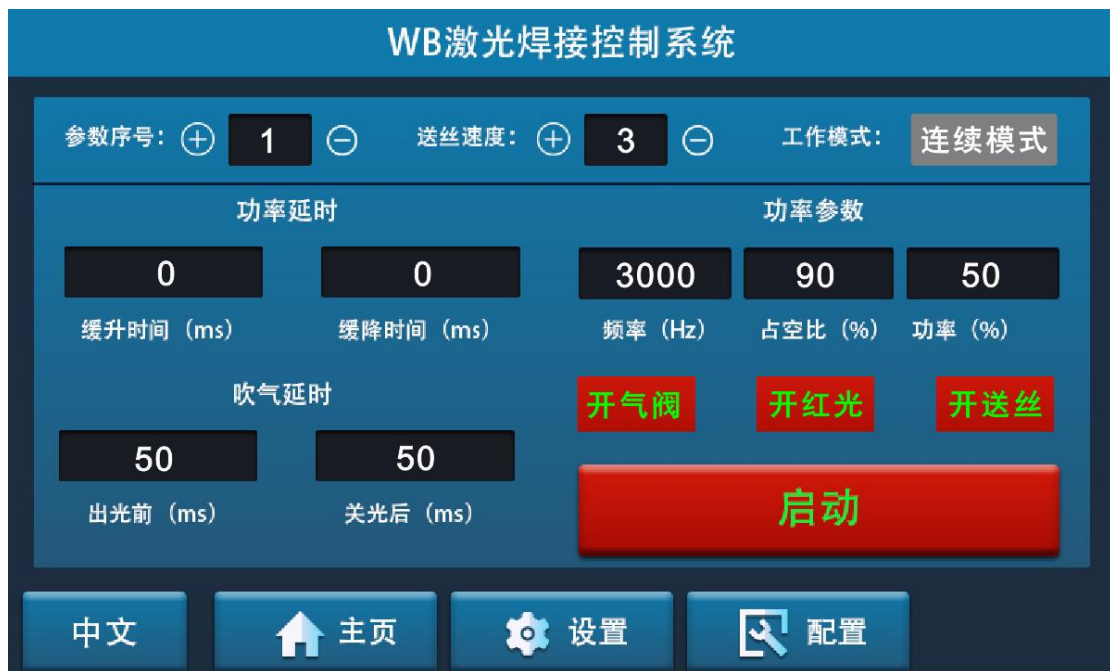 WB激光焊接控制系统
参数序号： 1 送丝速度： 3 工作模式： 连续模式
功率延时 功率参数
0 0 3000 90 50
缓升时间（ms） 缓降时间（ms） 频率（Hz） 占空比（%） 功率（%）
吹气延时 开气阀 开红光 开送丝
50 50
出光前（ms） 关光后（ms） 启动
中文 主页 设置 配置